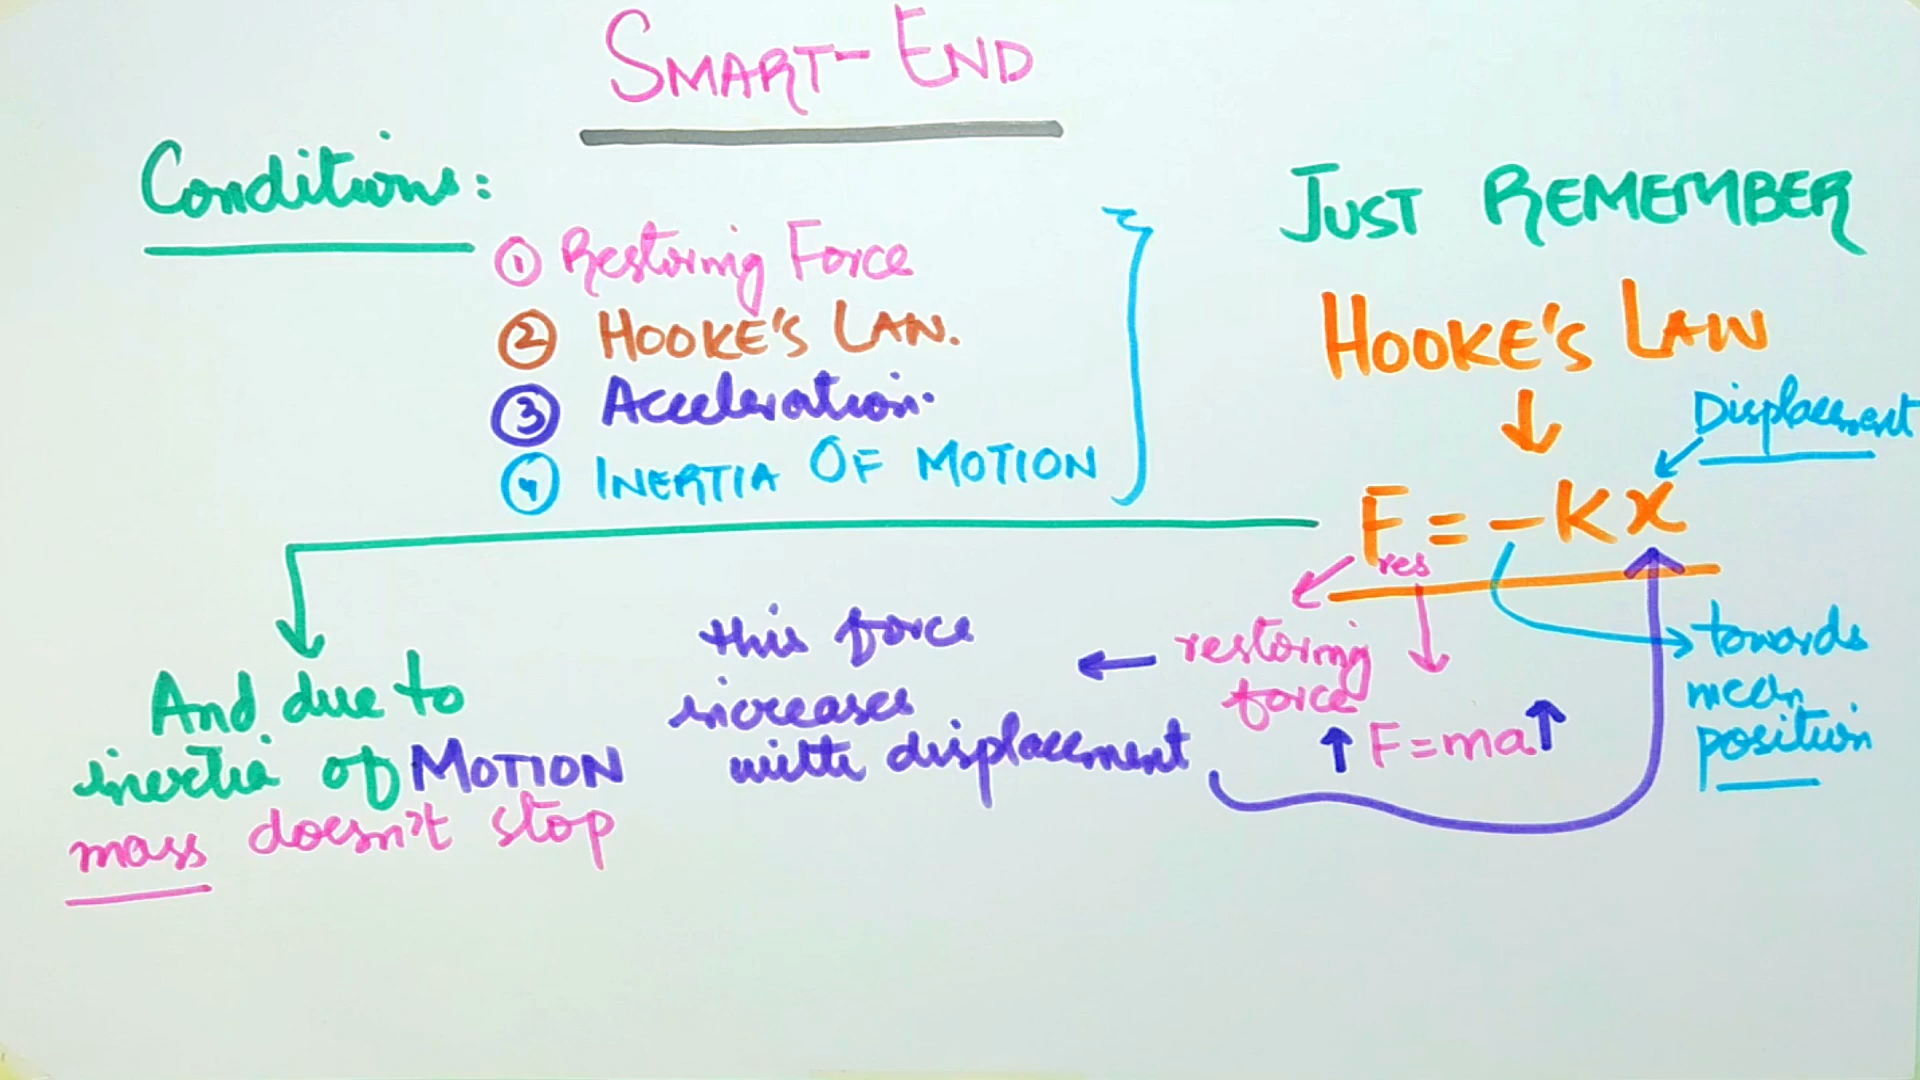 SMART-END
Conditions:
① Restoring Force
② HOOKE'S LAN.
③ Acceleration.
④ INERTIA OF MOTION
JUST REMEMBER
HOOKE'S LAW
Displacement
Fres = -Kx
restoring
force
F=ma
towards
mean
position
this force
increases
with displacement
And due to
inertia of MOTION
mass doesn't stop